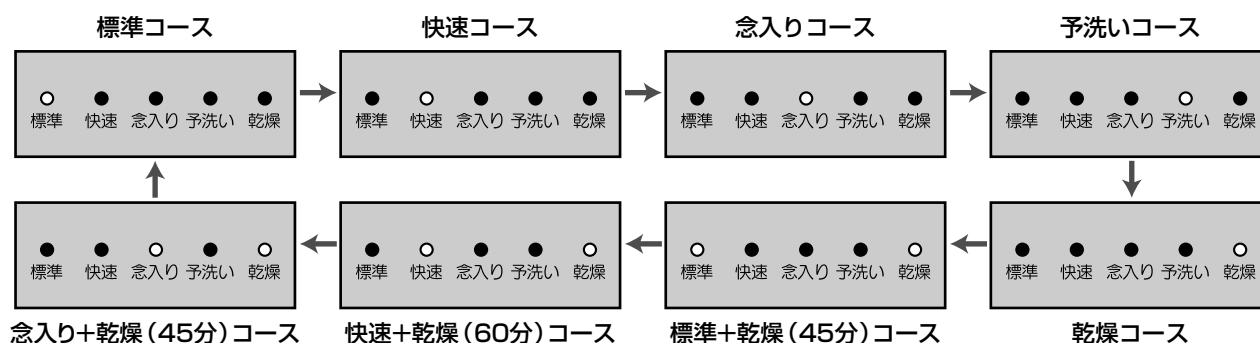 標準コース 快速コース 念入りコース 予洗いコース
標準 快速 念入り 予洗い 乾燥 標準 快速 念入り 予洗い 乾燥 標準 快速 念入り 予洗い 乾燥 標準 快速 念入り 予洗い 乾燥
標準 快速 念入り 予洗い 乾燥 標準 快速 念入り 予洗い 乾燥 標準 快速 念入り 予洗い 乾燥 標準 快速 念入り 予洗い 乾燥
念入り+乾燥(45分)コース 快速+乾燥(60分)コース 標準+乾燥(45分)コース 乾燥コース